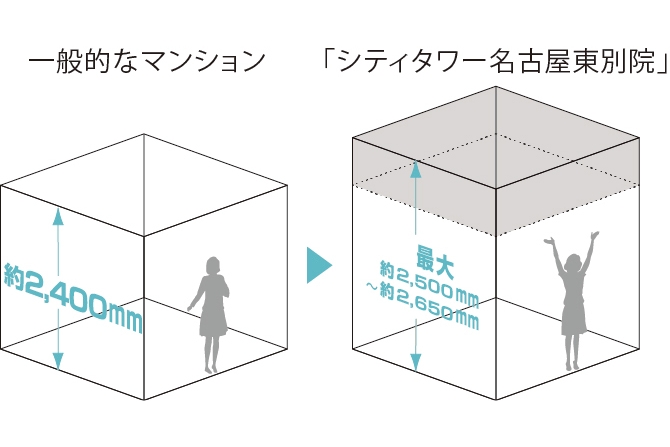 一般的なマンション
「シティタワー名古屋東別院」
約2,400mm
最大
約2,500mm
～約2,650mm